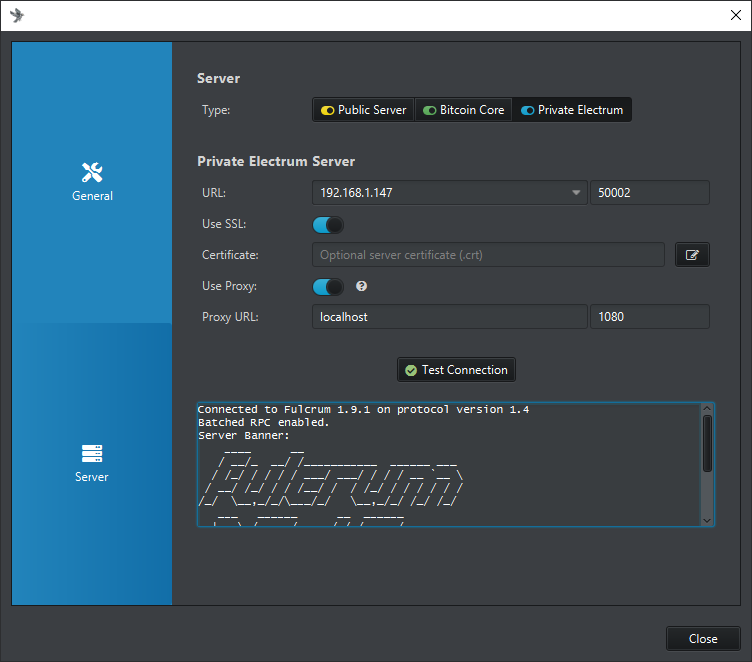 General
Server
Server
Type:
Public Server
Bitcoin Core
Private Electrum
Private Electrum Server
URL:
192.168.1.147
50002
Use SSL:
Certificate:
Optional server certificate (.crt)
Use Proxy:
?
Proxy URL:
localhost
1080
Test Connection
Connected to Fulcrum 1.9.1 on protocol version 1.4
Batched RPC enabled.
Server Banner:
Fulcrum
Close